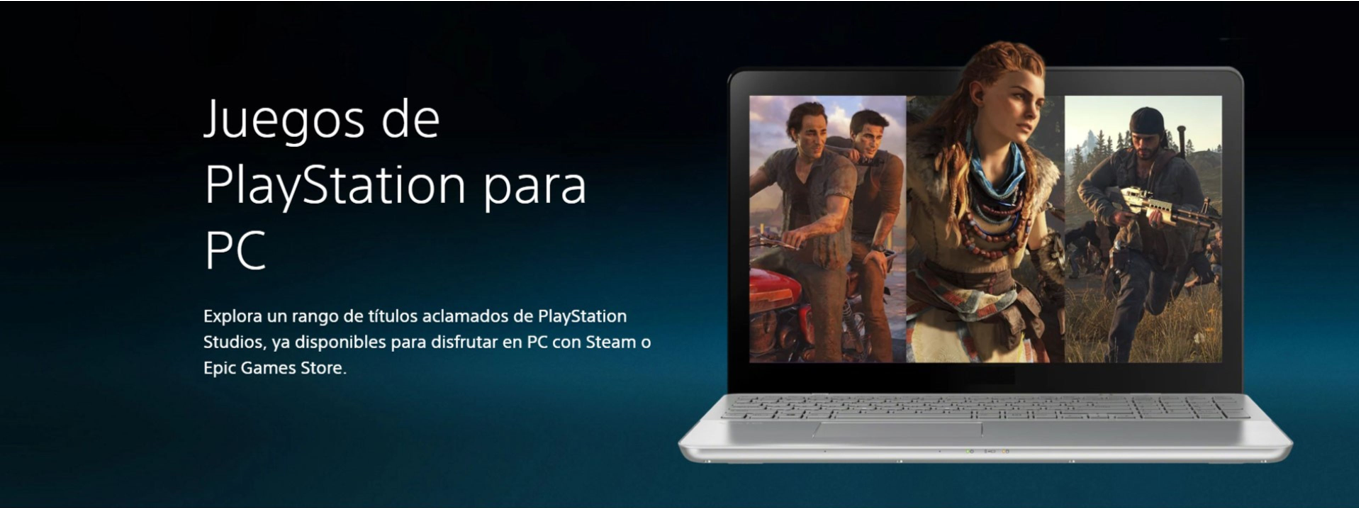 Juegos de
PlayStation para
PC
Explora un rango de títulos aclamados de PlayStation
Studios, ya disponibles para disfrutar en PC con Steam o
Epic Games Store.